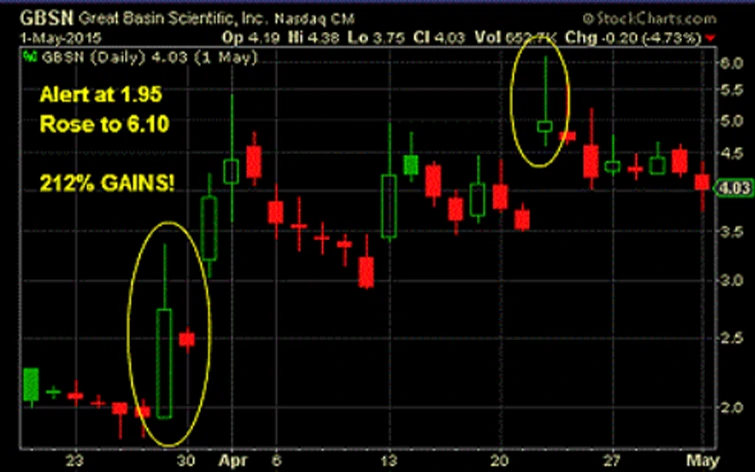 GBSN Great Basin Scientific, Inc. Nasdaq CM © StockCharts.com
1-May-2015 Op 4.19 Hi 4.38 Lo 3.75 Cl 4.03 Vol 652.7K Chg -0.20 (-4.73%)
GBSN (Daily) 4.03 (1 May)
Alert at 1.95
Rose to 6.10
212% GAINS!
6.0
5.5
5.0
4.5
4.03
3.5
3.0
2.5
2.0
23 30 Apr 6 13 20 27 May